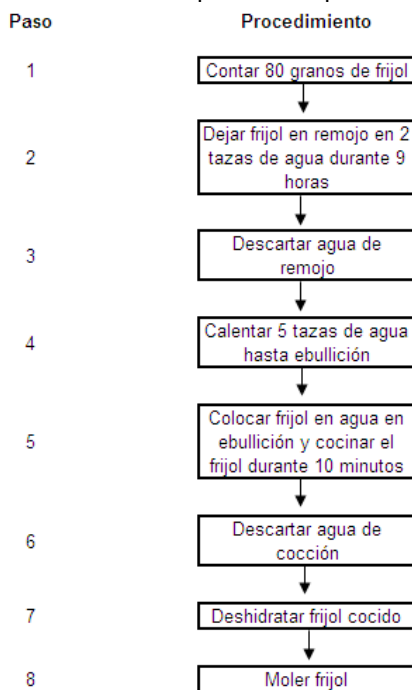 Paso Procedimiento
1 Contar 80 granos de frijol
Dejar frijol en remojo en 2
2 tazas de agua durante 9
horas
3 Descartar agua de
remojo
4 Calentar 5 tazas de agua
hasta ebullición
Colocar frijol en agua en
5 ebullición y cocinar el
frijol durante 10 minutos
6 Descartar agua de
cocción
7 Deshidratar frijol cocido
8 Moler frijol